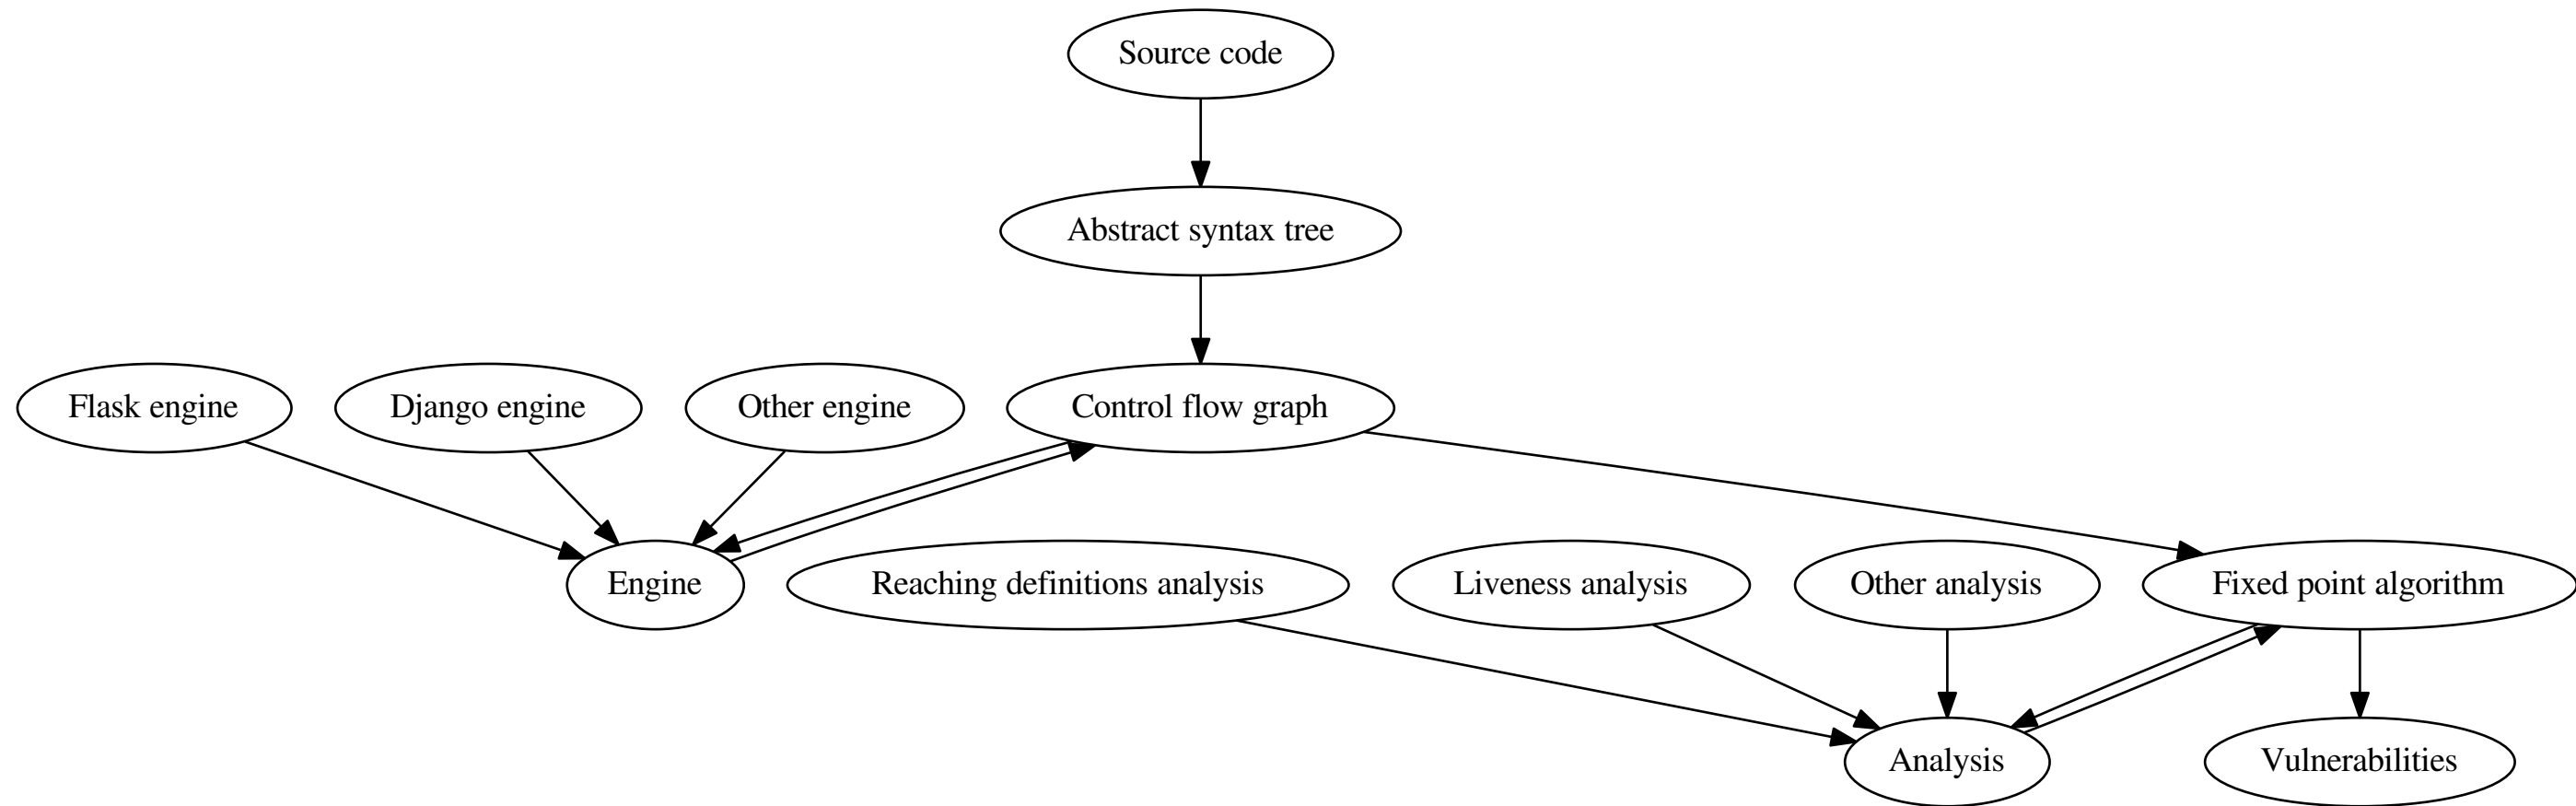 Source code
Abstract syntax tree
Flask engine
Django engine
Other engine
Control flow graph
Engine
Reaching definitions analysis
Liveness analysis
Other analysis
Fixed point algorithm
Analysis
Vulnerabilities